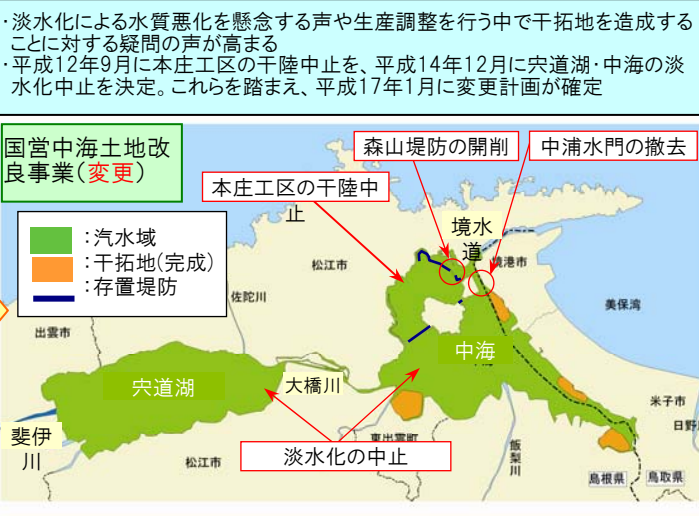 ・淡水化による水質悪化を懸念する声や生産調整を行う中で干拓地を造成する
ことに対する疑問の声が高まる
・平成12年9月に本庄工区の干陸中止を、平成14年12月に宍道湖・中海の淡
水化中止を決定。これらを踏まえ、平成17年1月に変更計画が確定
国営中海土地改
良事業(変更)
森山堤防の開削
中浦水門の撤去
本庄工区の干陸中
止
:汽水域
:干拓地(完成)
:存置堤防
境水
道
松江市
境港市
佐陀川
美保湾
出雲市
中海
宍道湖
大橋川
米子市
斐伊
川
日野
東出雲町
飯梨川
淡水化の中止
松江市
島根県
鳥取県